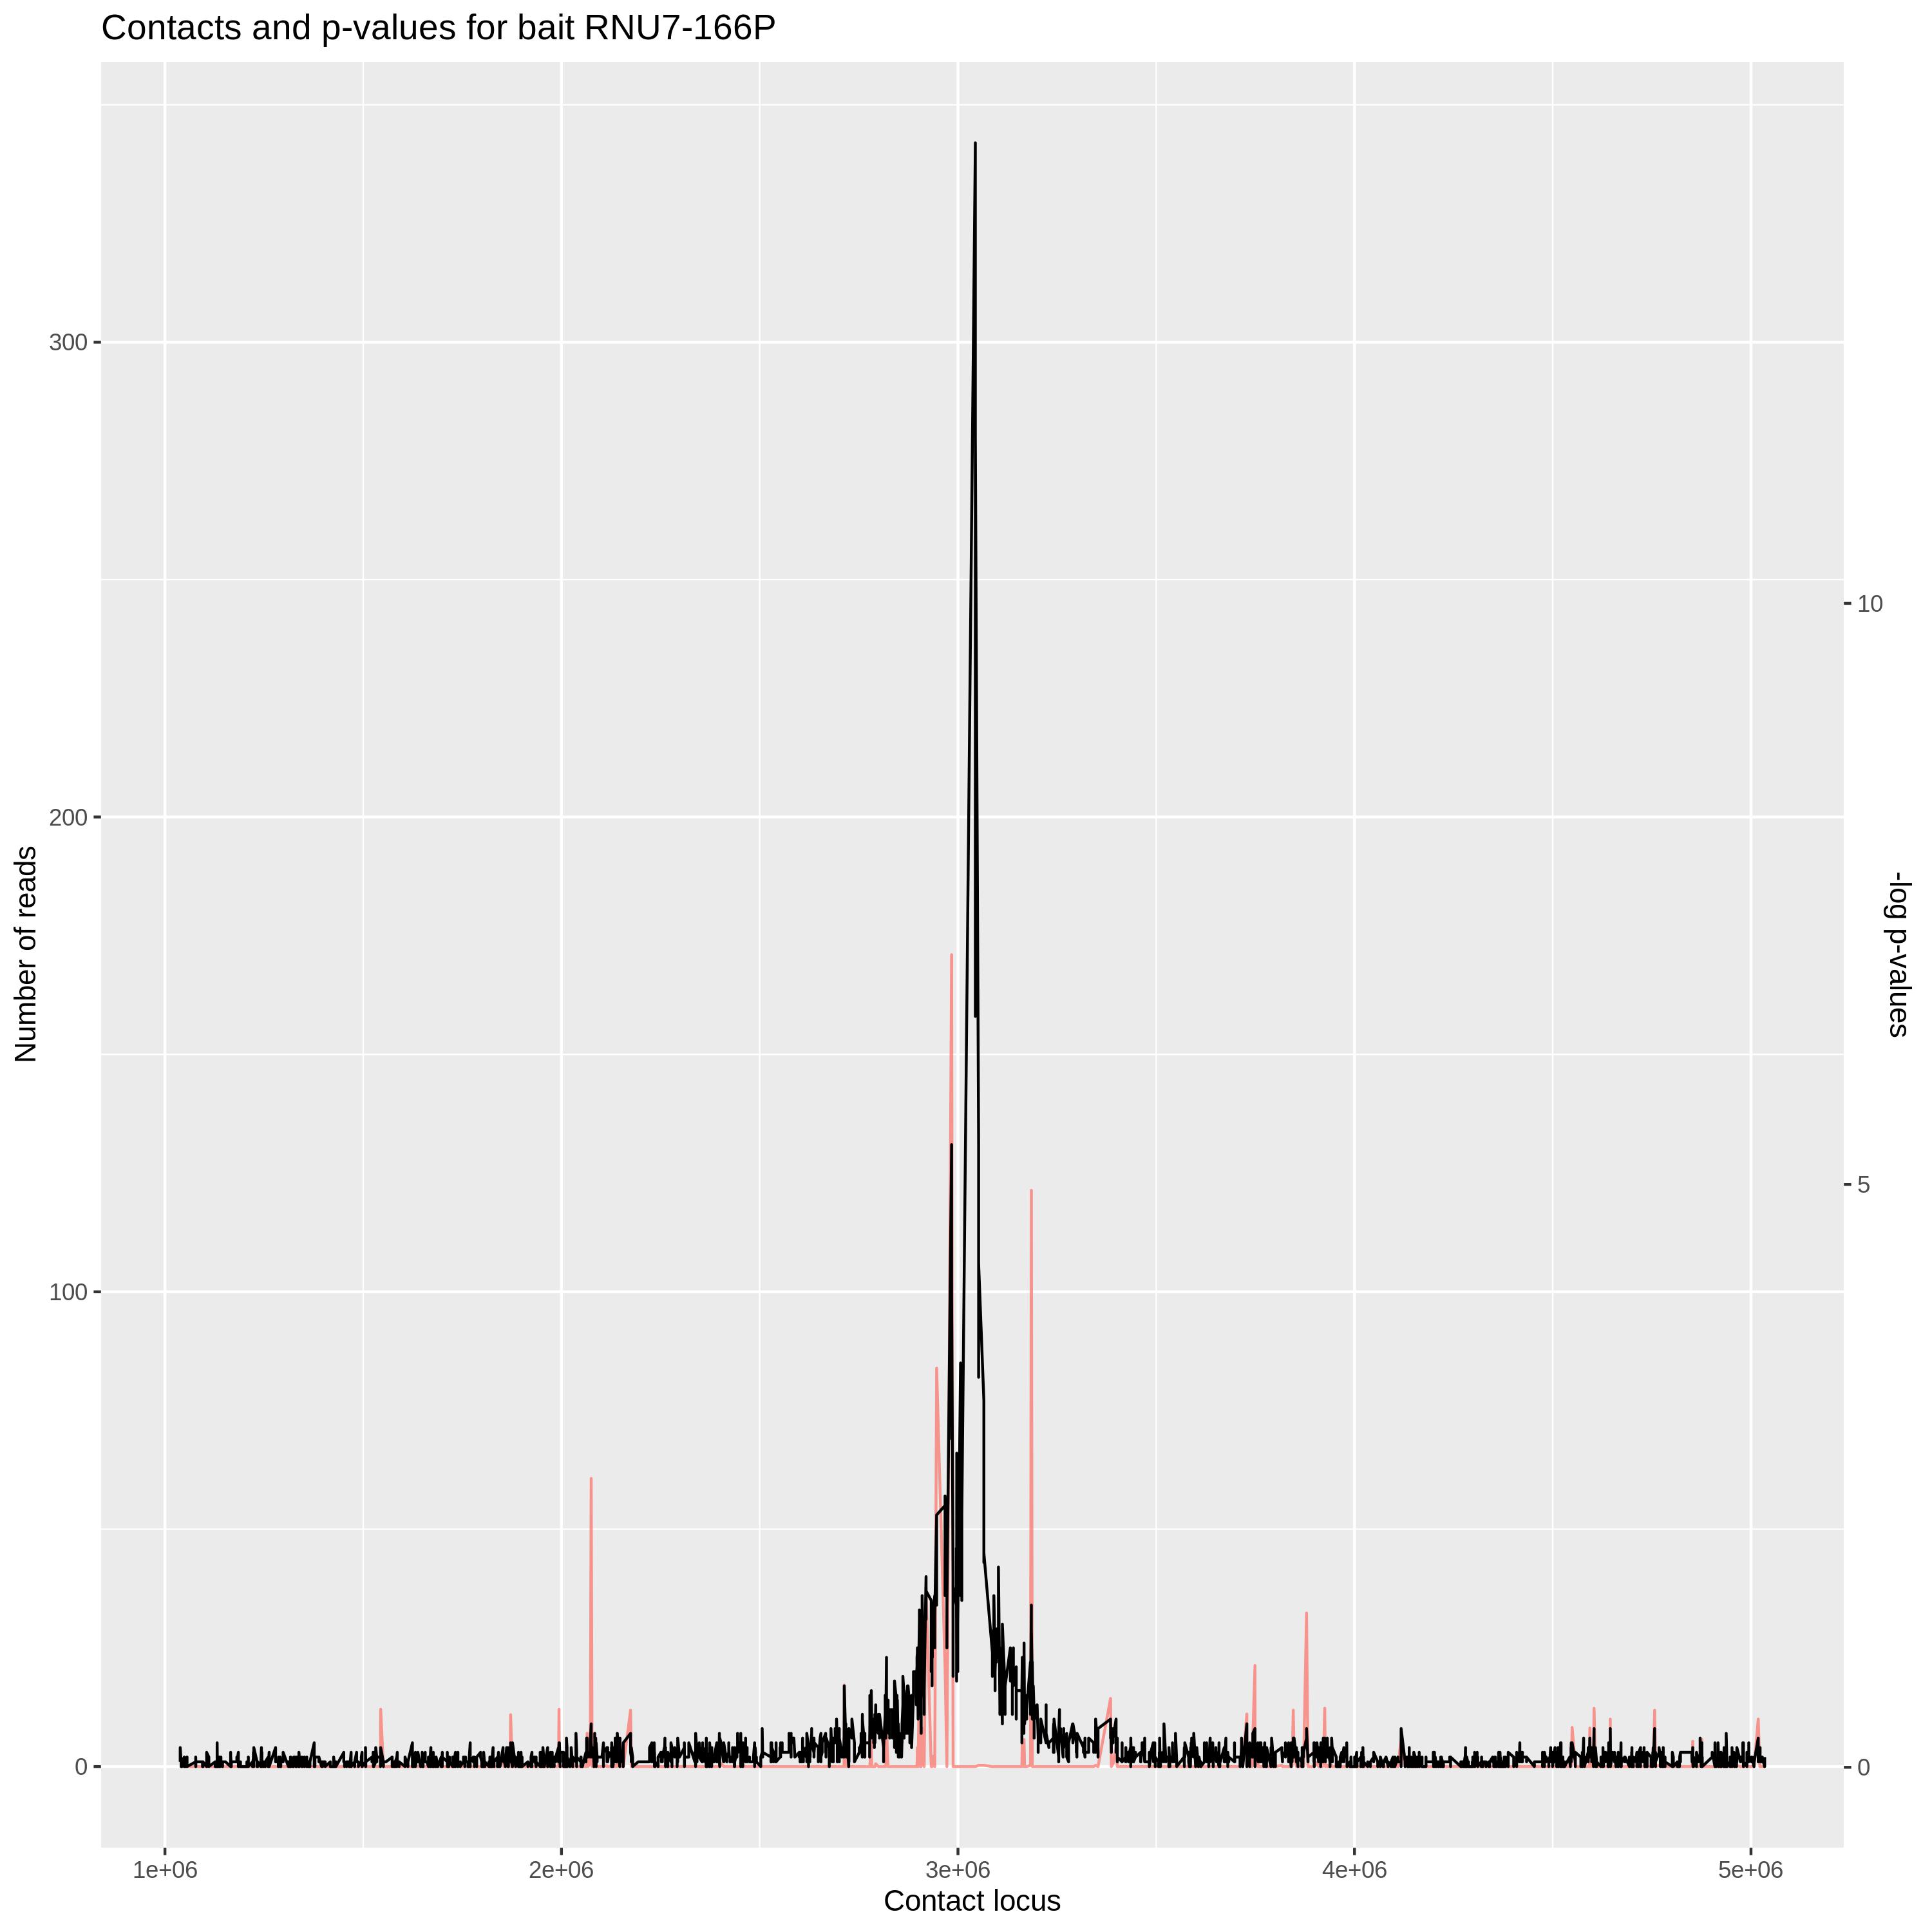 Contacts and p-values for bait RNU7-166P
300
200
100
0
Number of reads
10
5
0
-log p-values
1e+06
2e+06
3e+06
4e+06
5e+06
Contact locus